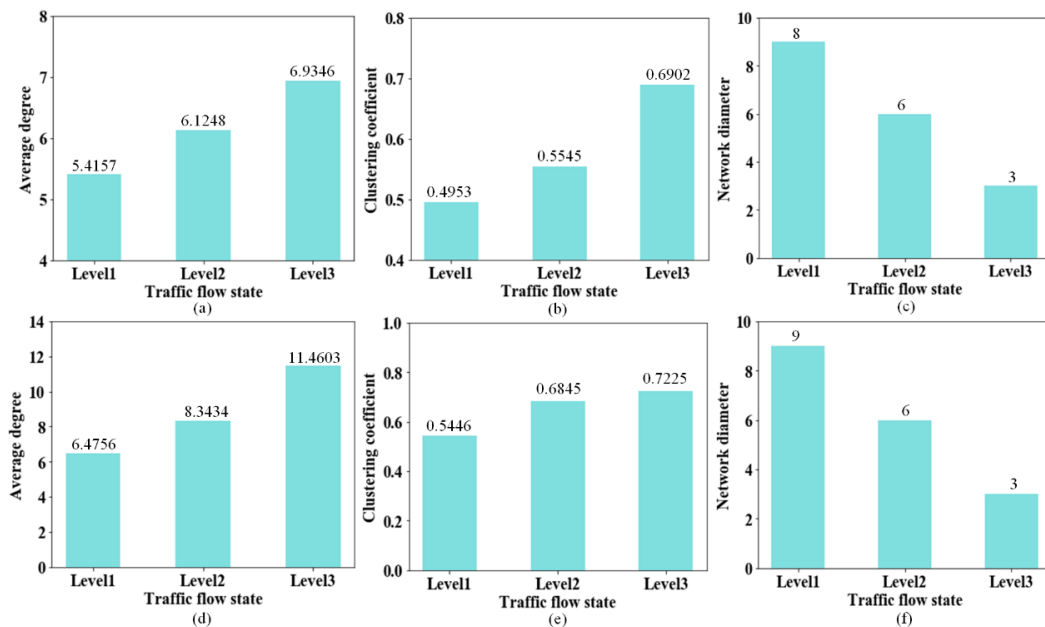 Average degree
8
7
6
5
4
5.4157
6.1248
6.9346
Level1 Level2 Level3
Traffic flow state
(a)
Clustering coefficient
0.8
0.7
0.6
0.5
0.4
0.4953
0.5545
0.6902
Level1 Level2 Level3
Traffic flow state
(b)
Network diameter
10
8
6
4
2
0
8
6
3
Level1 Level2 Level3
Traffic flow state
(c)
Average degree
14
12
10
8
6
4
2
0
6.4756
8.3434
11.4603
Level1 Level2 Level3
Traffic flow state
(d)
Clustering coefficient
1.0
0.8
0.6
0.4
0.2
0.0
0.5446
0.6845
0.7225
Level1 Level2 Level3
Traffic flow state
(e)
Network diameter
10
8
6
4
2
0
9
6
3
Level1 Level2 Level3
Traffic flow state
(f)